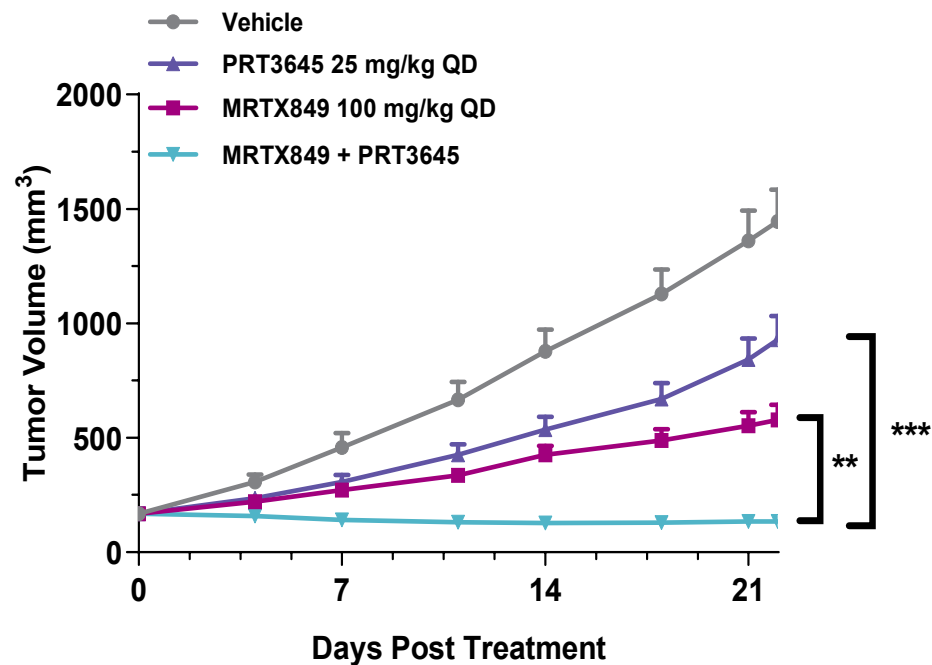 Vehicle
PRT3645 25 mg/kg QD
MRTX849 100 mg/kg QD
MRTX849 + PRT3645
2000
1500
1000
500
0
Tumor Volume (mm³)
0 7 14 21
Days Post Treatment
**
***